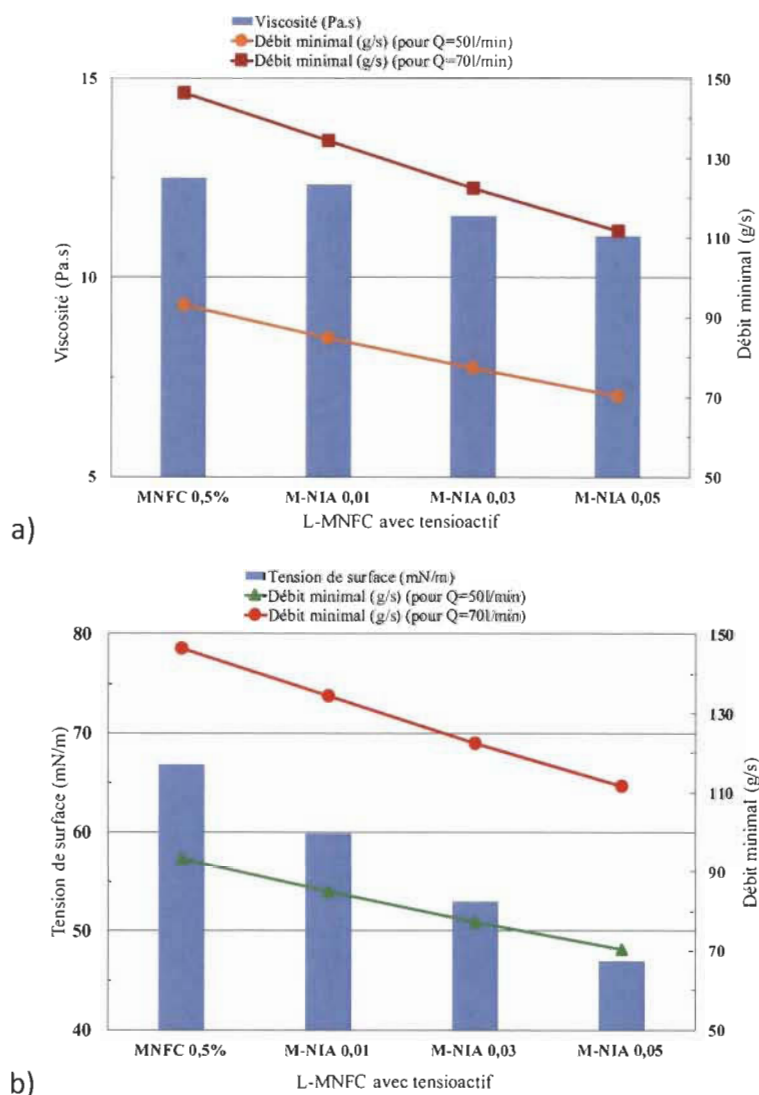 Viscosité (Pa.s)
Débit minimal (g/s) (pour Q=50l/min)
Débit minimal (g/s) (pour Q=70l/min)
15
10
5
Viscosité (Pa.s)
150
130
110
90
70
50
Débit minimal (g/s)
MNFC 0,5%
M-NIA 0,01
M-NIA 0,03
M-NIA 0,05
L-MNFC avec tensioactif
a)
Tension de surface (mN/m)
Débit minimal (g/s) (pour Q=50l/min)
Débit minimal (g/s) (pour Q=70l/min)
80
70
60
50
40
Tension de surface (mN/m)
150
130
110
90
70
50
Débit minimal (g/s)
MNFC 0,5%
M-NIA 0,01
M-NIA 0,03
M-NIA 0,05
L-MNFC avec tensioactif
b)